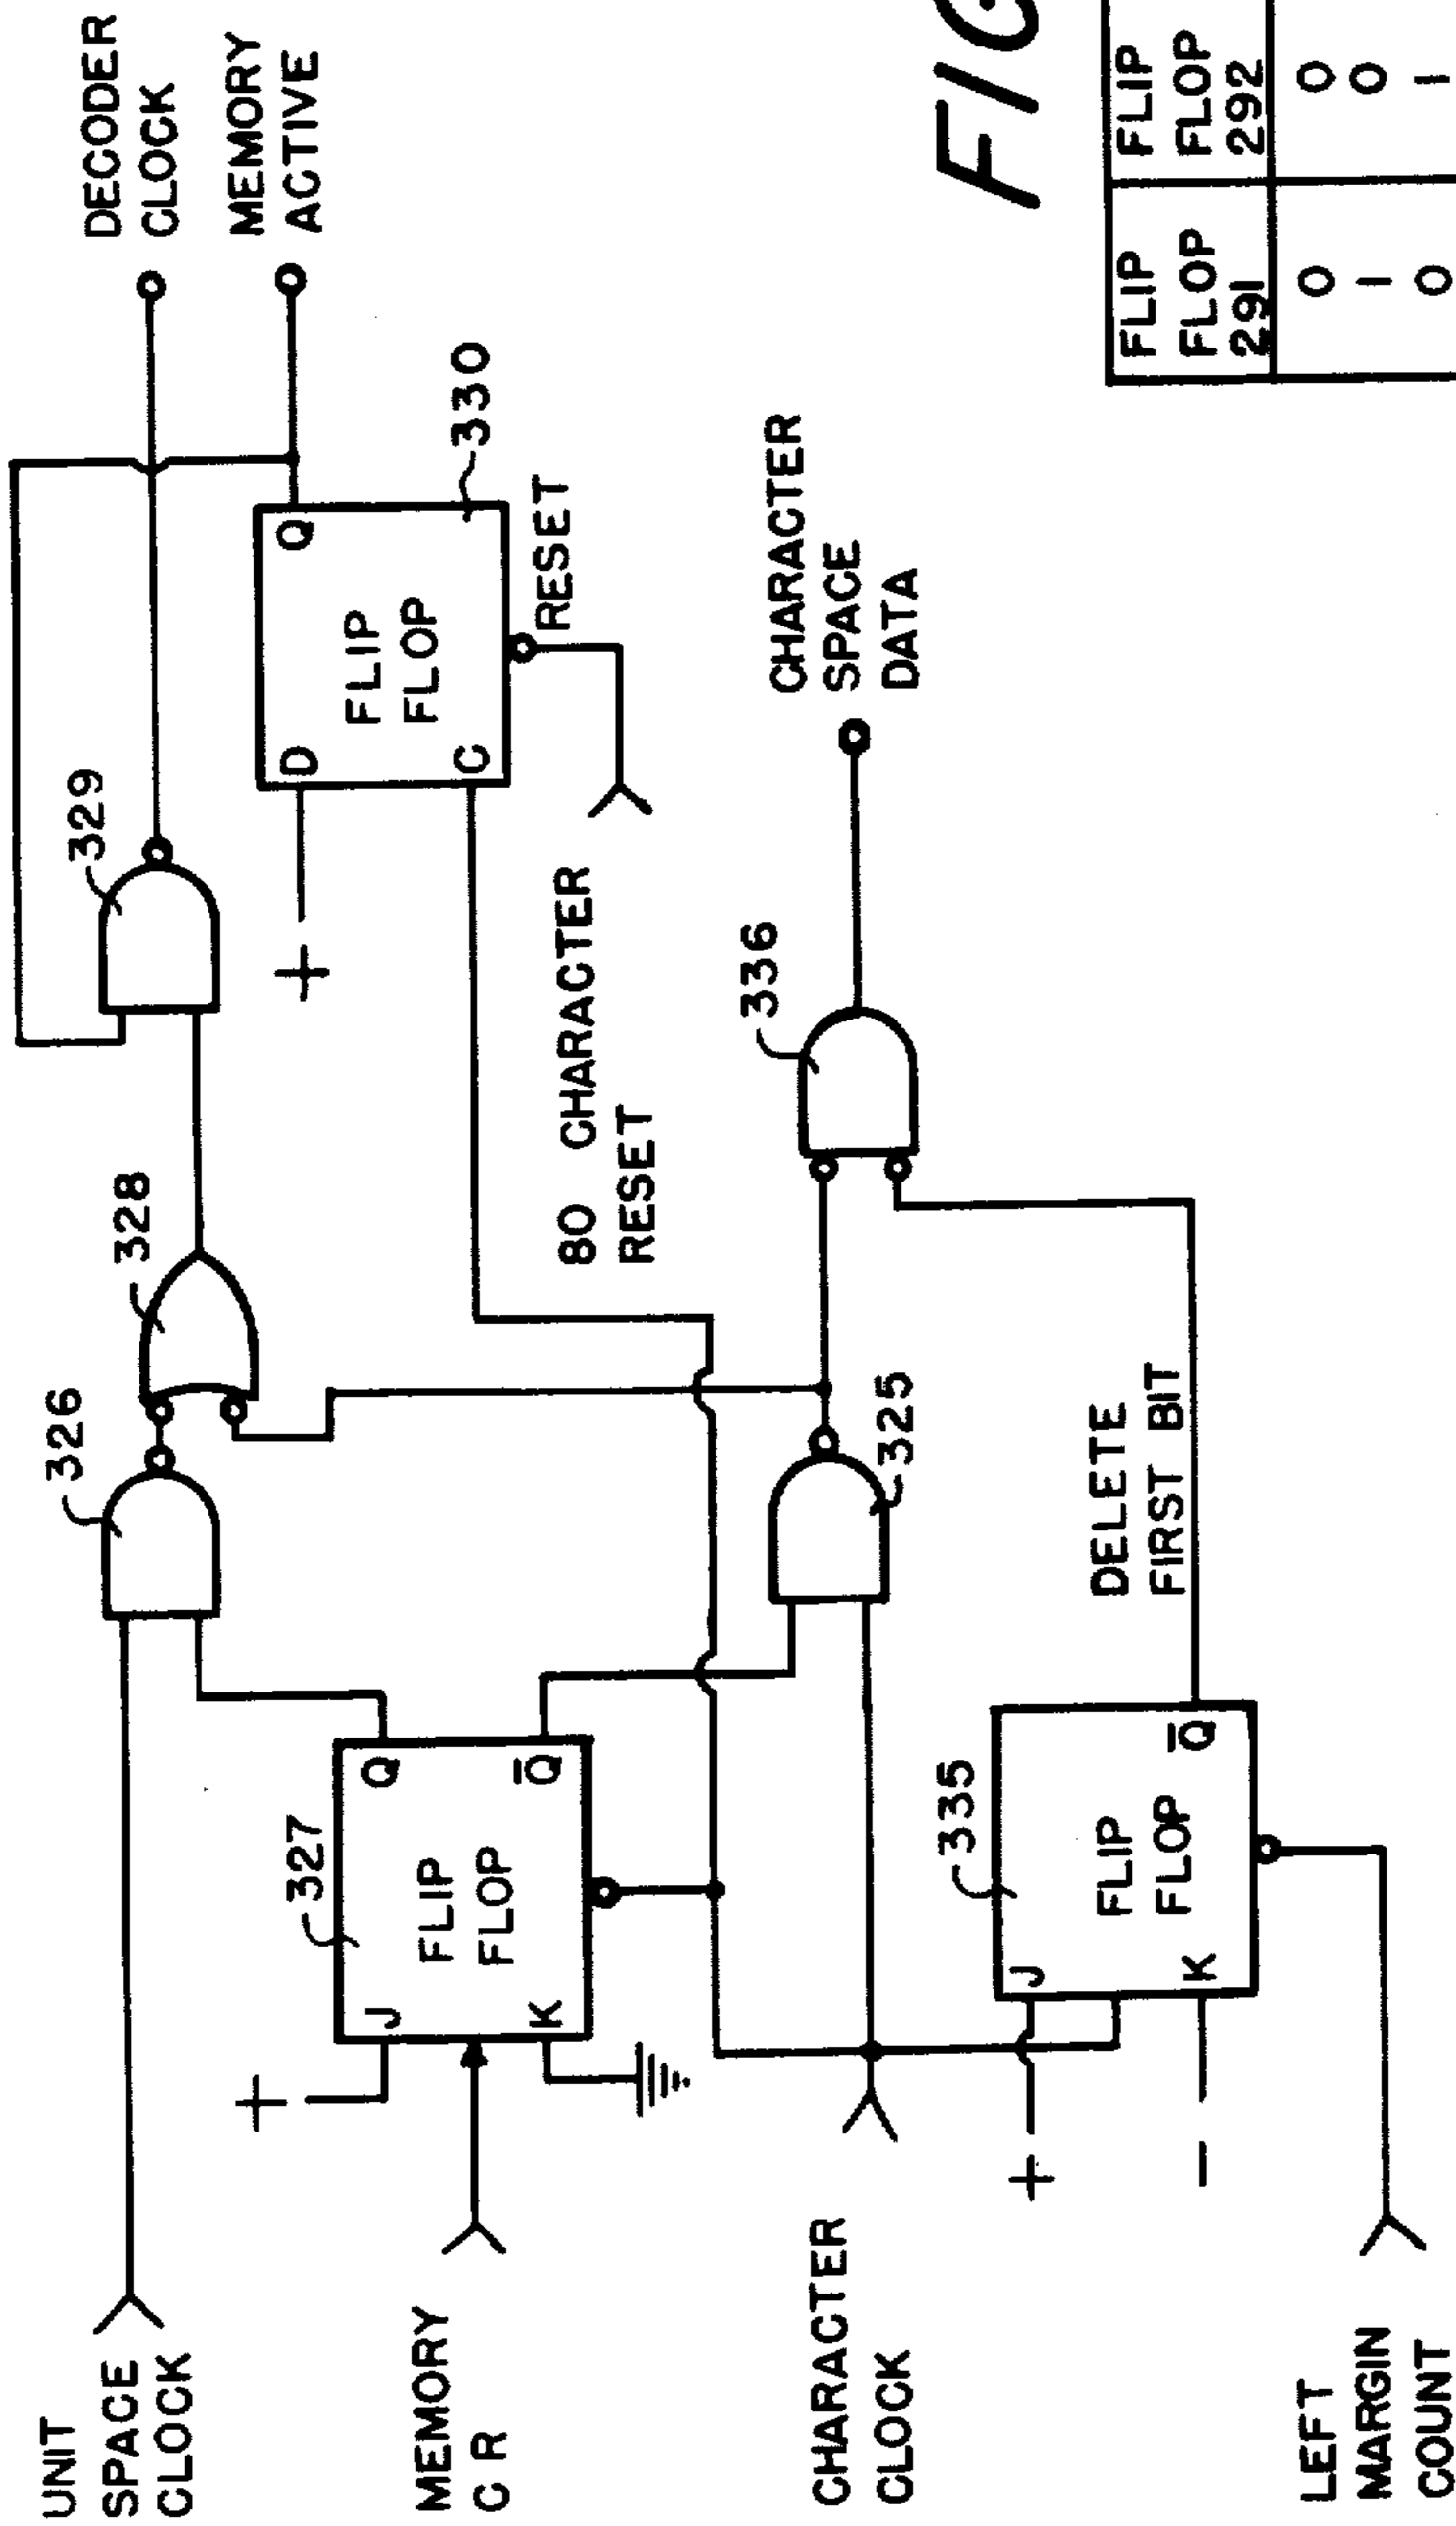 UNIT
SPACE
CLOCK
MEMORY
C R
CHARACTER
CLOCK
LEFT
MARGIN
COUNT
+
J
K
327
FLIP
FLOP
Q
Q̅
+
−
J
K
335
FLIP
FLOP
Q̅
326
325
328
DELETE
FIRST BIT
329
336
80 CHARACTER
RESET
+
D
C
FLIP
FLOP
Q
330
RESET
DECODER
CLOCK
MEMORY
ACTIVE
CHARACTER
SPACE
DATA
FLIP
FLOP
291
FLIP
FLOP
292
0 0
1 0
0 1